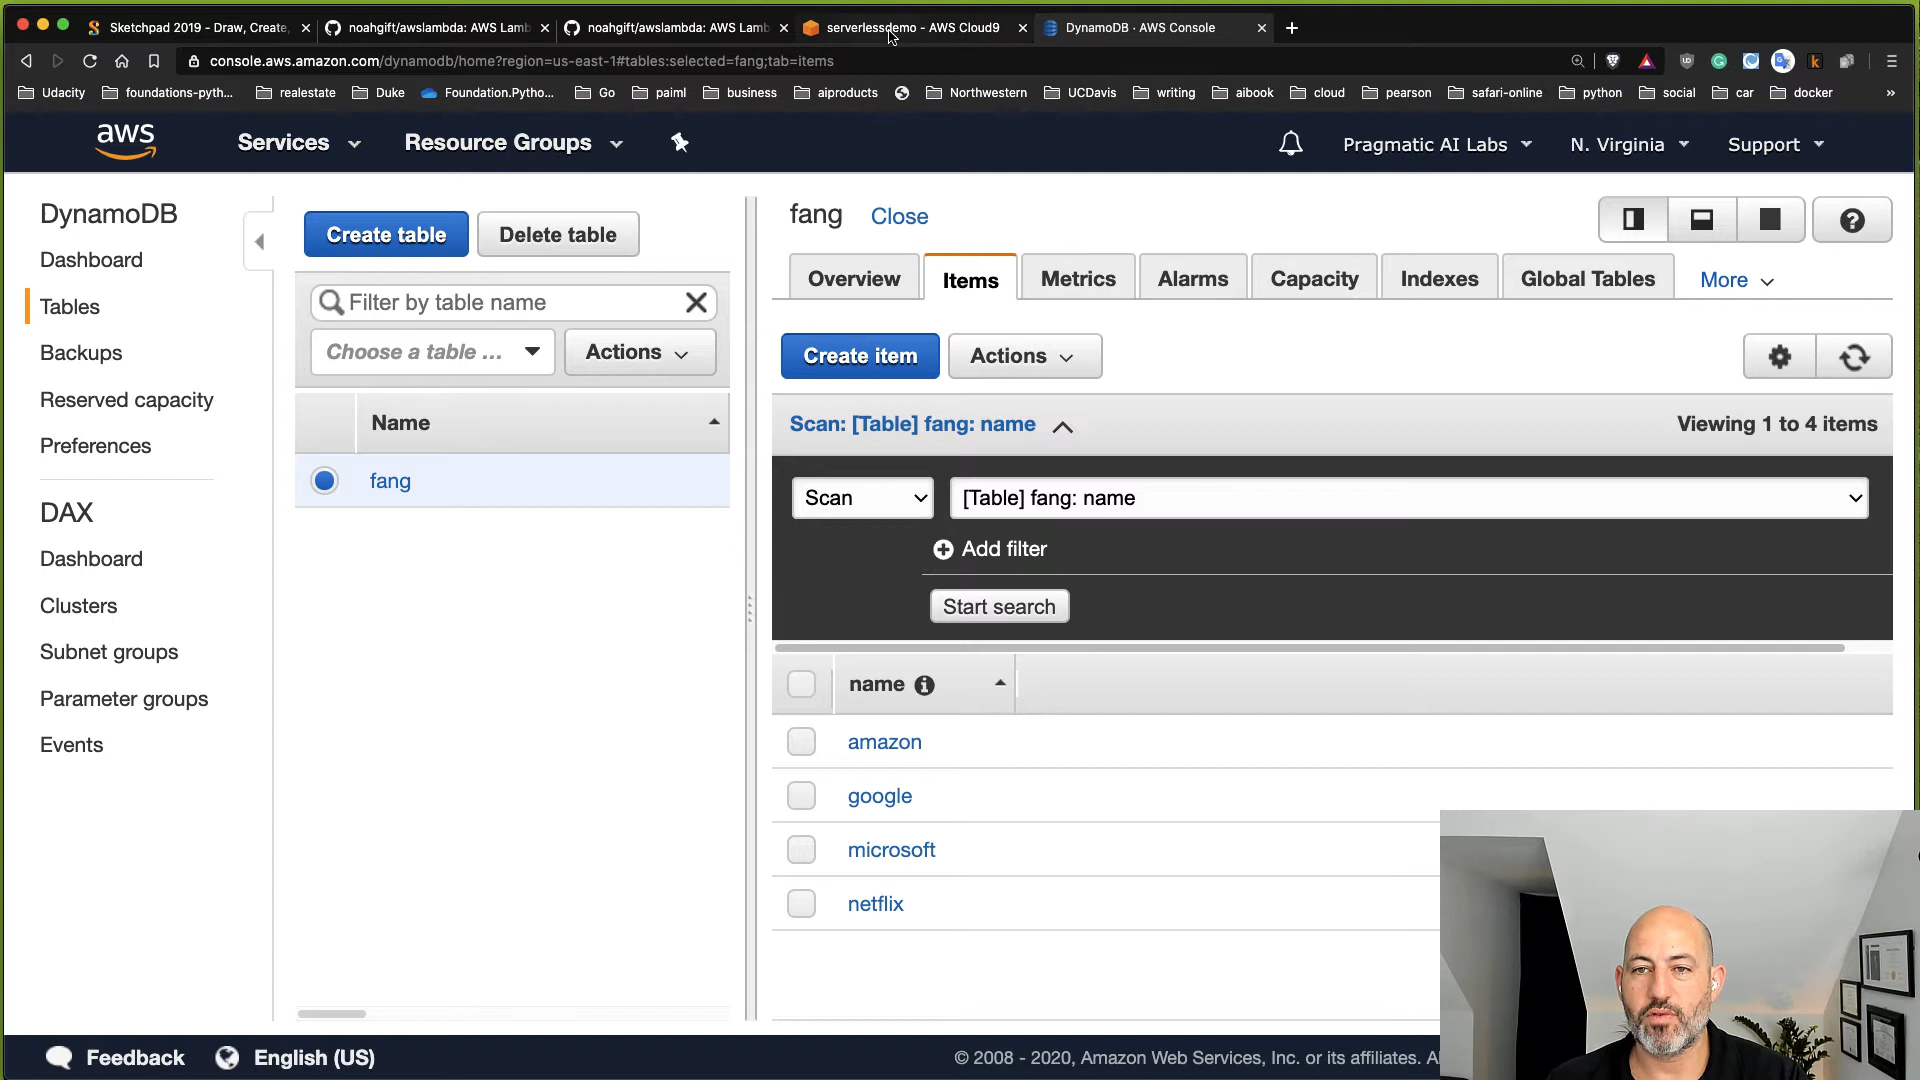 Sketchpad 2019 - Draw, Create,
noahgift/awslambda: AWS Lamb
noahgift/awslambda: AWS Lamb
serverlessdemo - AWS Cloud9
DynamoDB · AWS Console
console.aws.amazon.com/dynamodb/home?region=us-east-1#tables:selected=fang;tab=items
Udacity
foundations-pyth...
realestate
Duke
Foundation.Pytho...
Go
paiml
business
aiproducts
Northwestern
UCDavis
writing
aibook
cloud
pearson
safari-online
python
social
car
docker
»
aws
Services
Resource Groups
Pragmatic AI Labs
N. Virginia
Support
DynamoDB
Dashboard
Tables
Backups
Reserved capacity
Preferences
DAX
Dashboard
Clusters
Subnet groups
Parameter groups
Events
Create table
Delete table
Filter by table name
Choose a table ...
Actions
Name
fang
fang
Close
Overview
Items
Metrics
Alarms
Capacity
Indexes
Global Tables
More
Create item
Actions
Scan: [Table] fang: name
Viewing 1 to 4 items
Scan
[Table] fang: name
Add filter
Start search
name
amazon
google
microsoft
netflix
Feedback
English (US)
© 2008 - 2020, Amazon Web Services, Inc. or its affiliates.